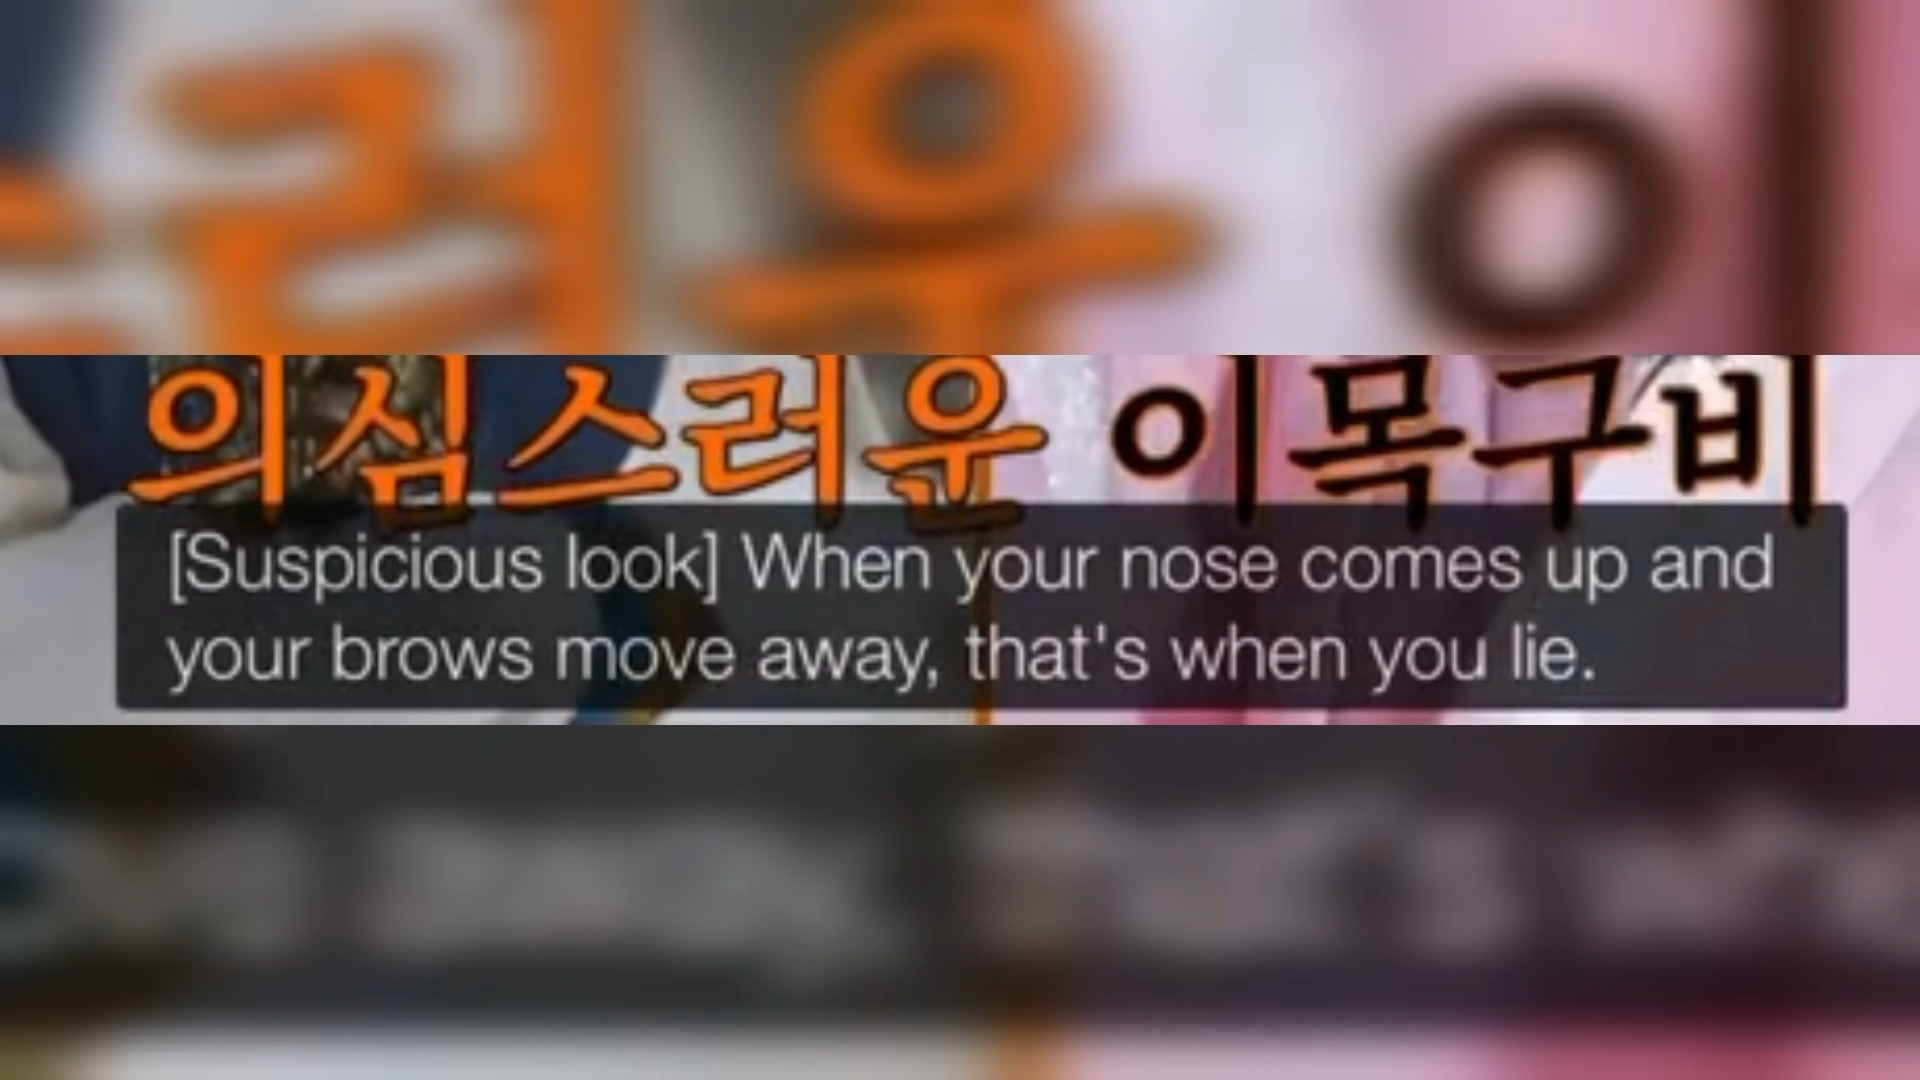 의심스러운 이목구비
[Suspicious look] When your nose comes up and
your brows move away, that's when you lie.